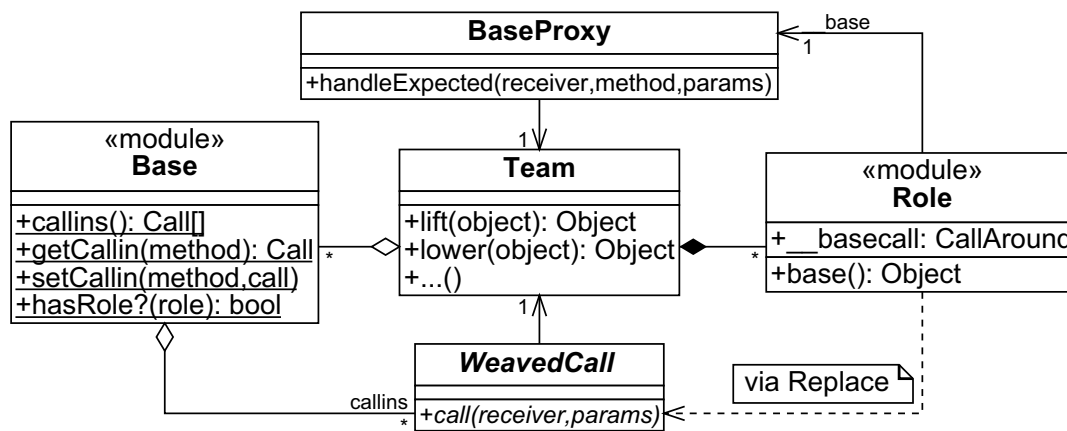 BaseProxy
+handleExpected(receiver,method,params)
__base
1
1
«module»
Base
+callins(): Call[]
+getCallin(method): Call
+setCallin(method,call)
+hasRole?(role): bool
*
Team
+lift(object): Object
+lower(object): Object
+...()
*
«module»
Role
+__basecall: CallAround
+base(): Object
1
WeavedCall
+call(receiver,params)
callins
*
via Replace